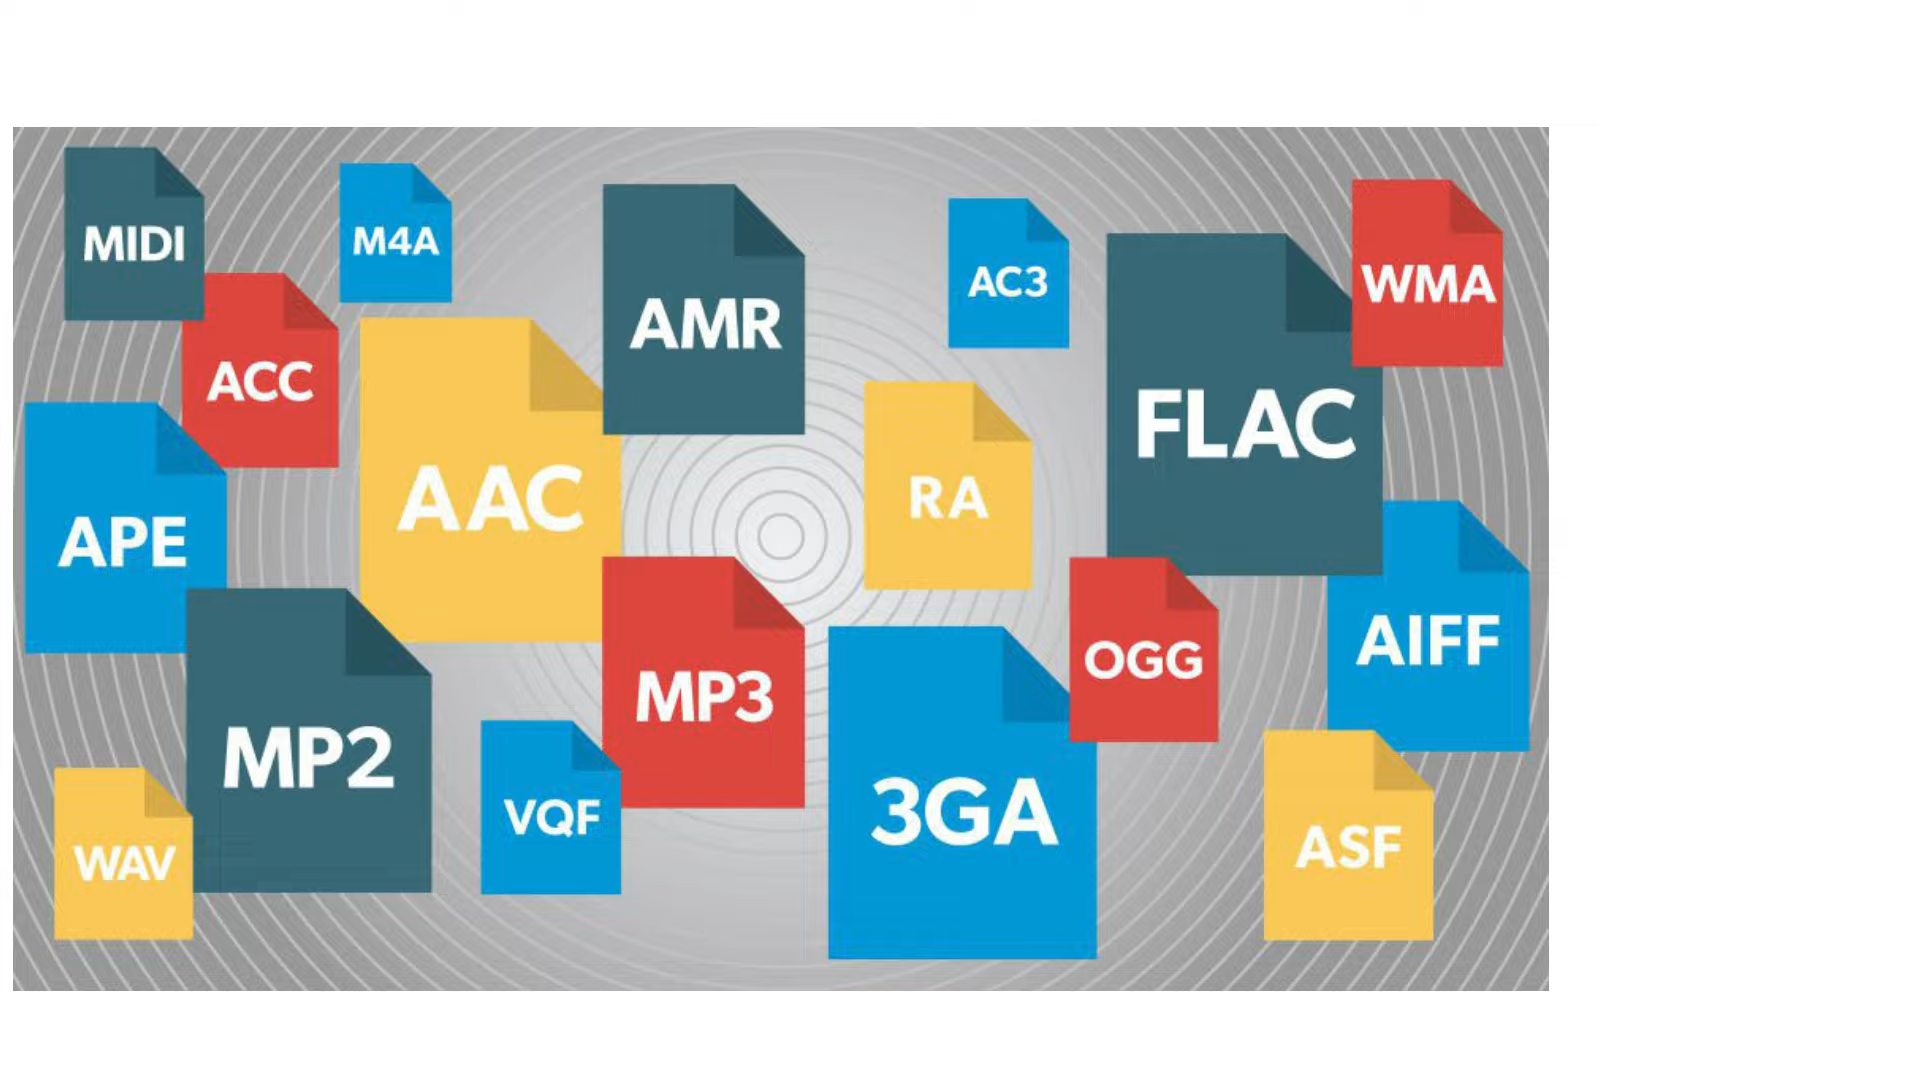 MIDI
M4A
AMR
AC3
WMA
ACC
FLAC
AAC
RA
APE
AIFF
OGG
MP3
MP2
3GA
VQF
ASF
WAV